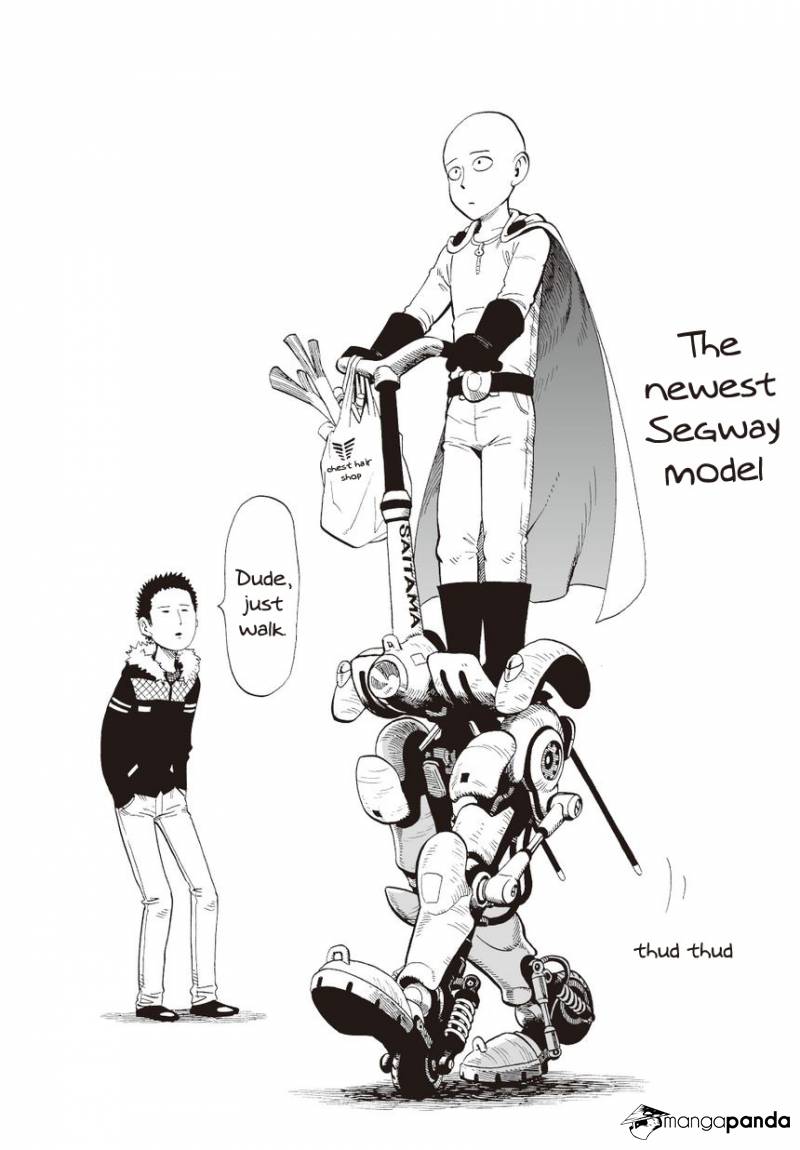 The
newest
Segway
model
chest hair
shop
SAITAMA
Dude,
just
walk.
thud thud
mangapanda